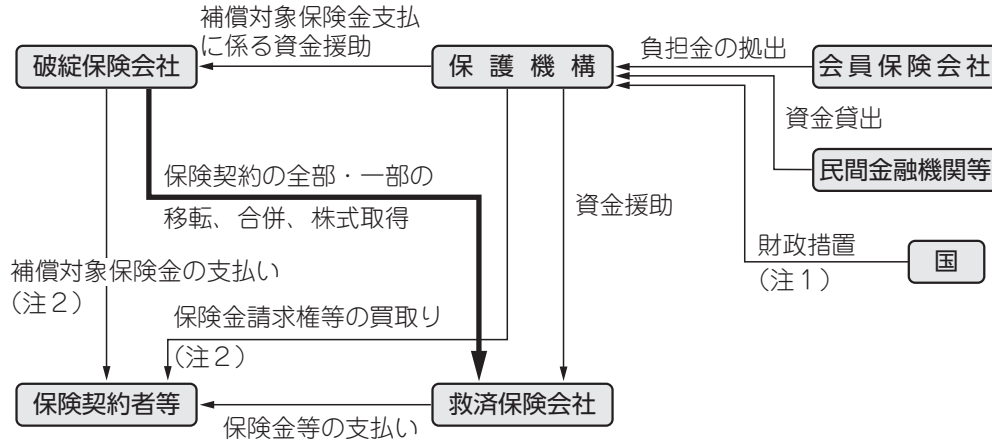 補償対象保険金支払
に係る資金援助
破綻保険会社
保護機構
負担金の拠出
会員保険会社
資金貸出
民間金融機関等
保険契約の全部・一部の
移転、合併、株式取得
資金援助
財政措置
（注１）
国
補償対象保険金の支払い
（注２）
保険金請求権等の買取り
（注２）
保険契約者等
救済保険会社
保険金等の支払い